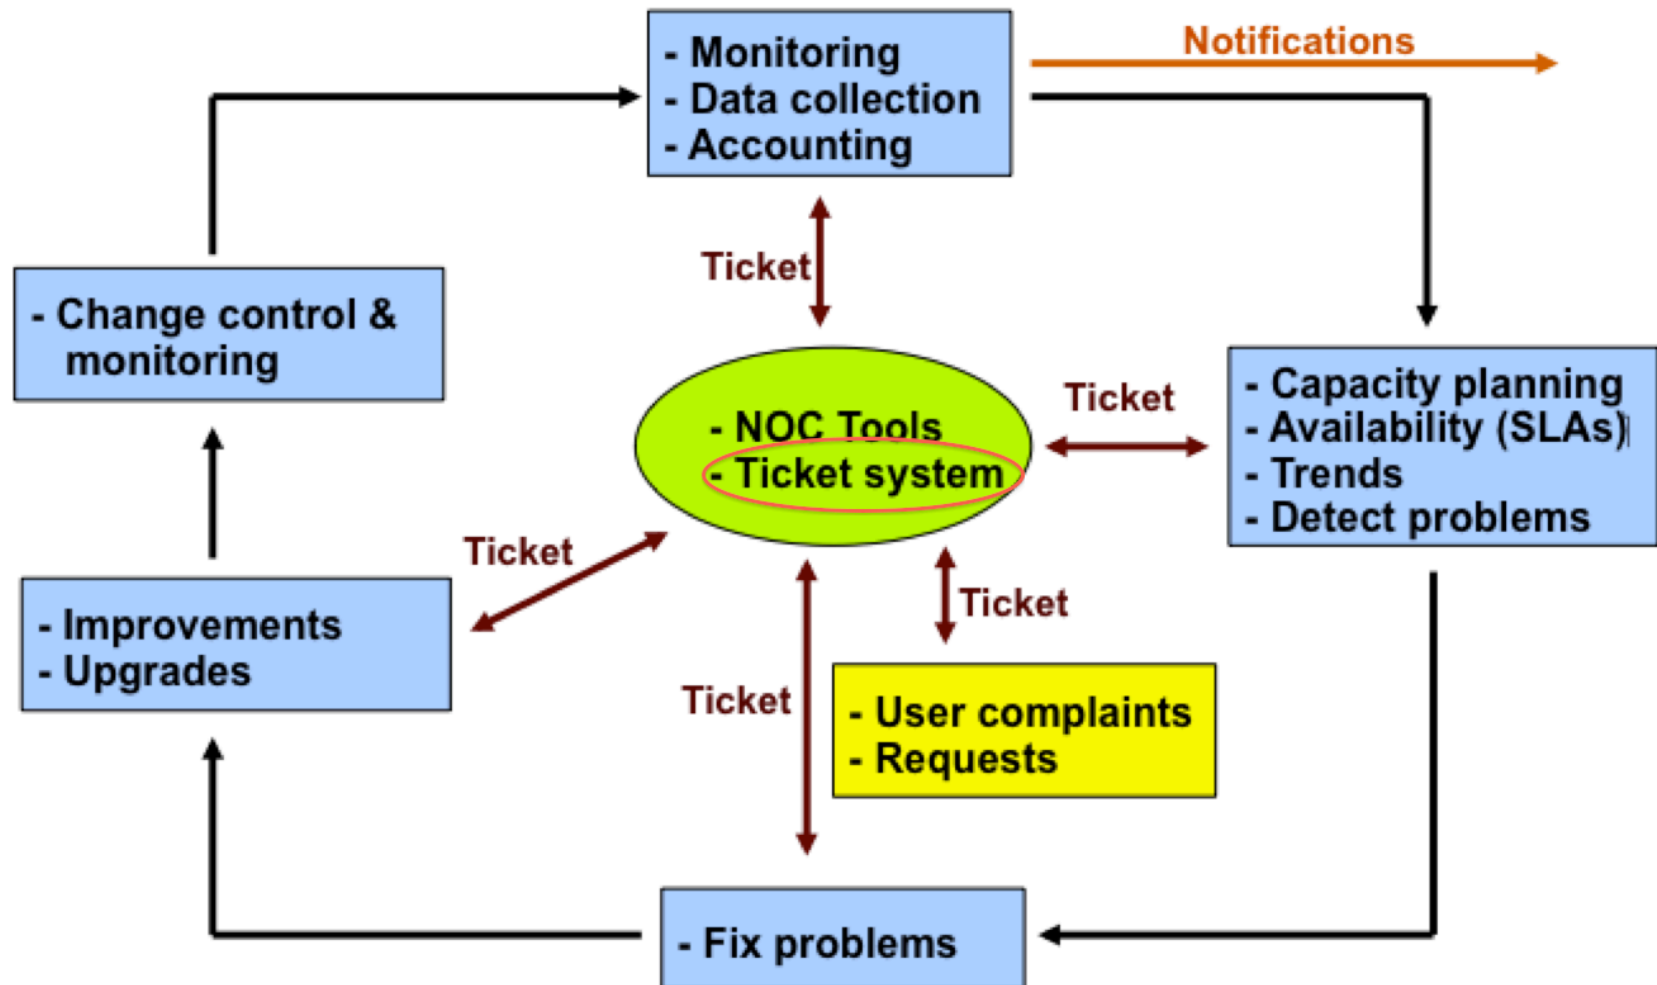 - Monitoring
- Data collection
- Accounting
Notifications
Ticket
- Change control &
monitoring
- NOC Tools
- Ticket system
Ticket
- Capacity planning
- Availability (SLAs)
- Trends
- Detect problems
Ticket
- Improvements
- Upgrades
Ticket
Ticket
- User complaints
- Requests
- Fix problems